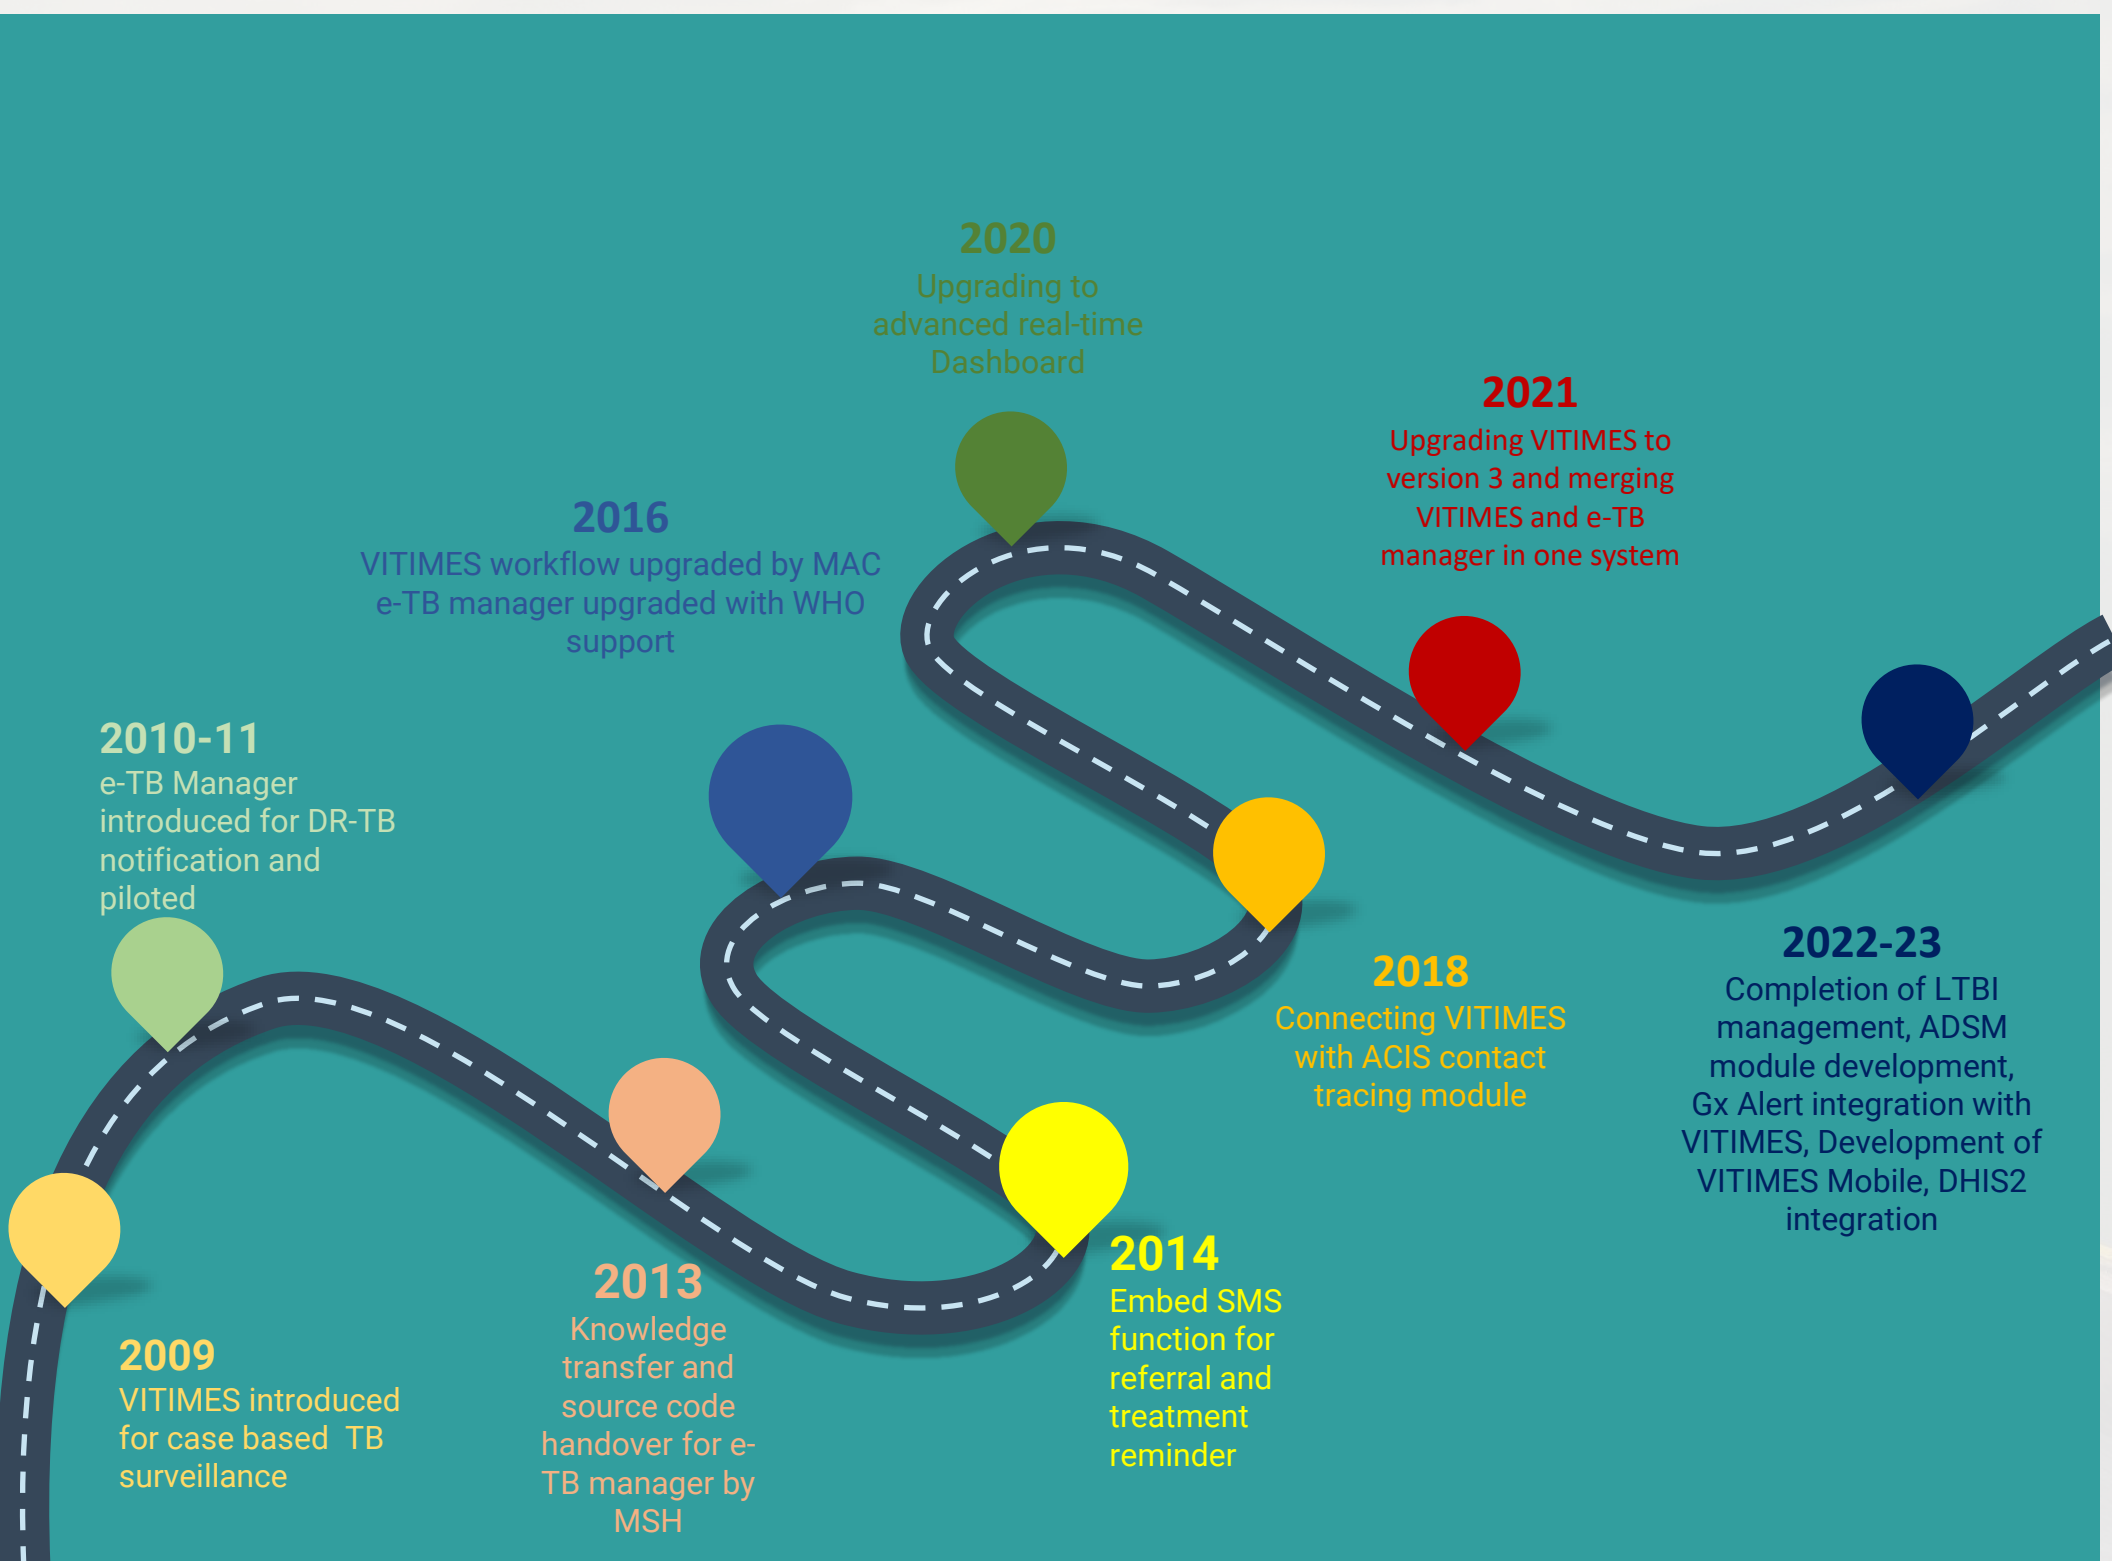 2020
Upgrading to
advanced real-time
Dashboard
2021
Upgrading VITIMES to
version 3 and merging
VITIMES and e-TB
manager in one system
2016
VITIMES workflow upgraded by MAC
e-TB manager upgraded with WHO
support
2010-11
e-TB Manager
introduced for DR-TB
notification and
piloted
2018
Connecting VITIMES
with ACIS contact
tracing module
2022-23
Completion of LTBI
management, ADSM
module development,
Gx Alert integration with
VITIMES, Development of
VITIMES Mobile, DHIS2
integration
2009
VITIMES introduced
for case based  TB
surveillance
2013
Knowledge
transfer and
source code
handover for e-
TB manager by
MSH
2014
Embed SMS
function for
referral and
treatment
reminder